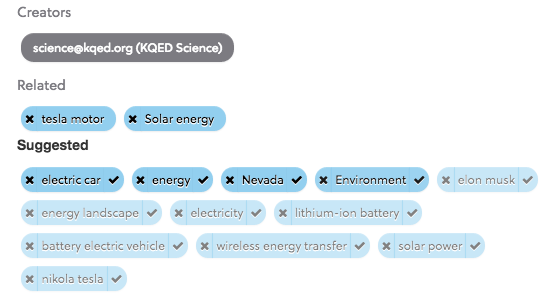 Creators
science@kqed.org (KQED Science)
Related
tesla motor Solar energy
Suggested
electric car energy Nevada Environment elon musk
energy landscape electricity lithium-ion battery
battery electric vehicle wireless energy transfer solar power
nikola tesla